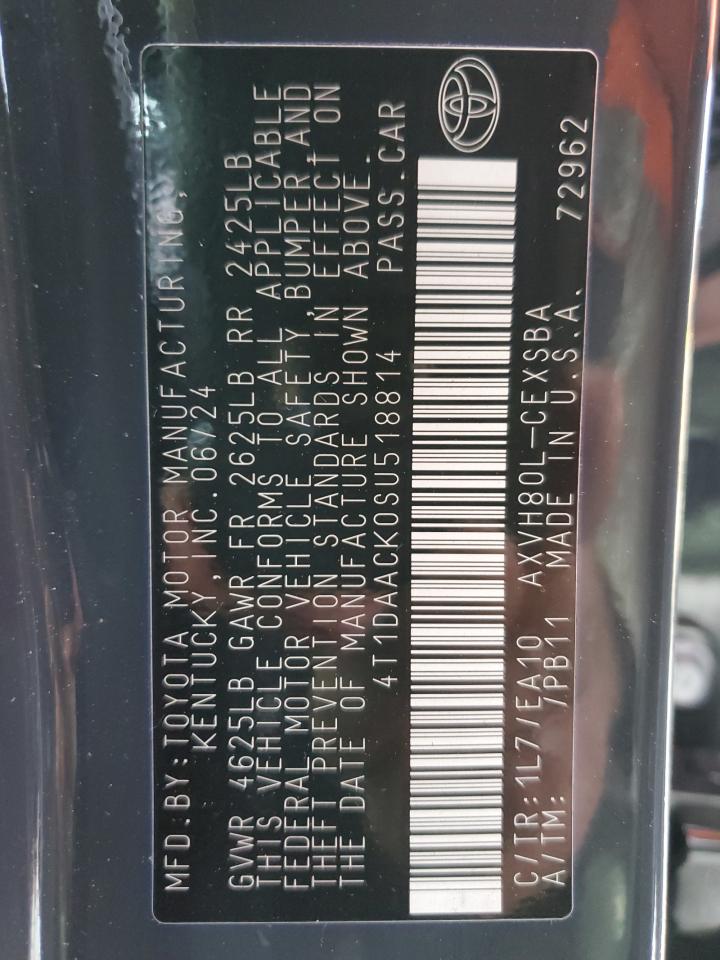 MFD.BY:TOYOTA MOTOR MANUFACTURING,
KENTUCKY,INC.06/24
GVWR 4625LB GAWR FR 2625LB RR 2425LB
THIS VEHICLE CONFORMS TO ALL APPLICABLE
FEDERAL MOTOR VEHICLE SAFETY,BUMPER,AND
THEFT PREVENTION STANDARDS IN EFFECT ON
THE DATE OF MANUFACTURE SHOWN ABOVE.
4T1DAACK0SU518814 PASS.CAR
C/TR:1L7/EA10 AXVH80L-CEXSBA
A/TM: /PB11 MADE IN U.S.A. 72962